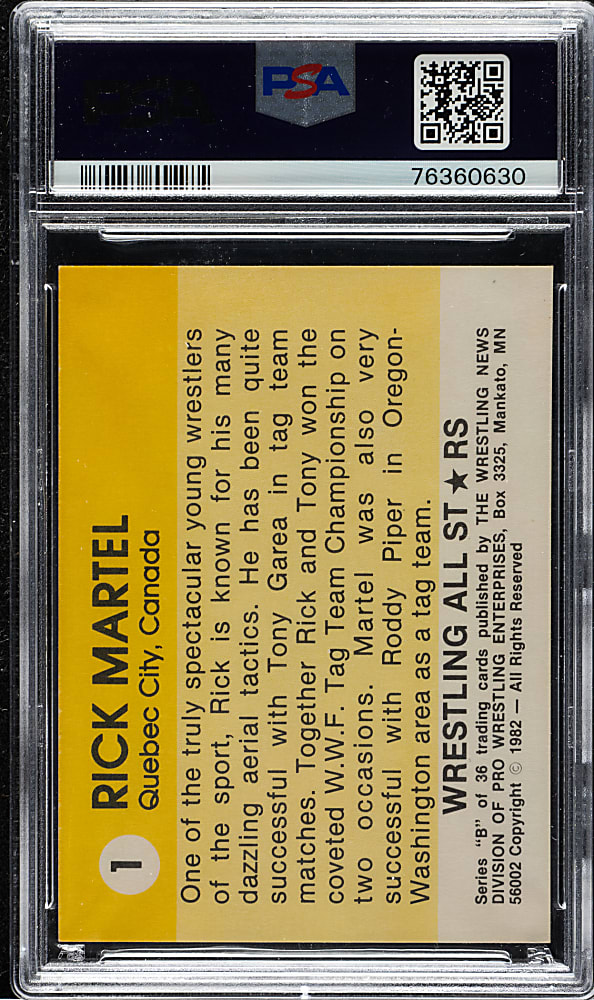 PSA
76360630
1
RICK MARTEL
Quebec City, Canada
One of the truly spectacular young wrestlers
of the sport, Rick is known for his many
dazzling aerial tactics. He has been quite
successful with Tony Garea in tag team
matches. Together Rick and Tony won the
coveted W.W.F. Tag Team Championship on
two occasions. Martel was also very
successful with Roddy Piper in Oregon-
Washington area as a tag team.
WRESTLING ALL ST★RS
Series "B" of 36 trading cards published by THE WRESTLING NEWS
DIVISION OF PRO WRESTLING ENTERPRISES, Box 3325, Mankato, MN
56002 Copyright © 1982 — All Rights Reserved